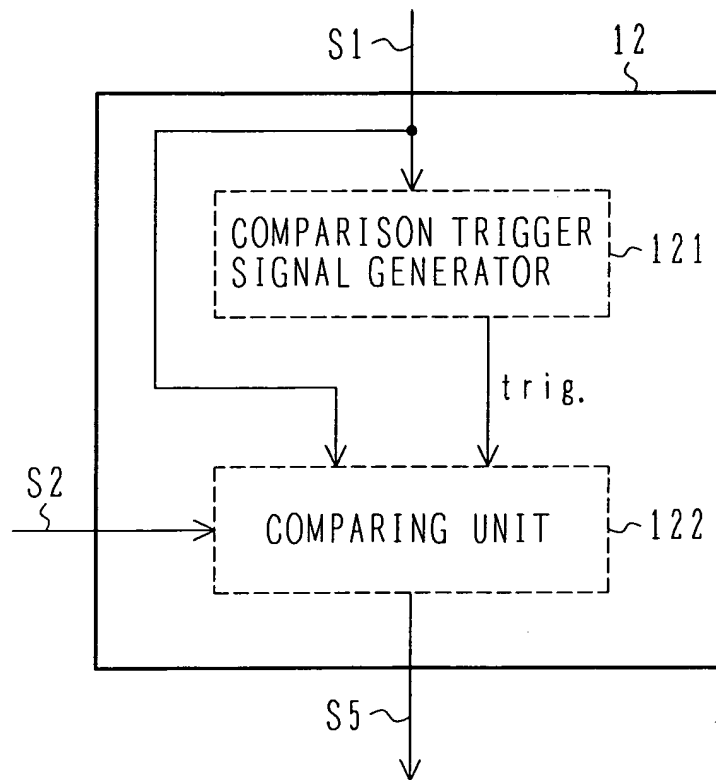 S1
12
COMPARISON TRIGGER
SIGNAL GENERATOR
121
trig.
S2
COMPARING UNIT
122
S5